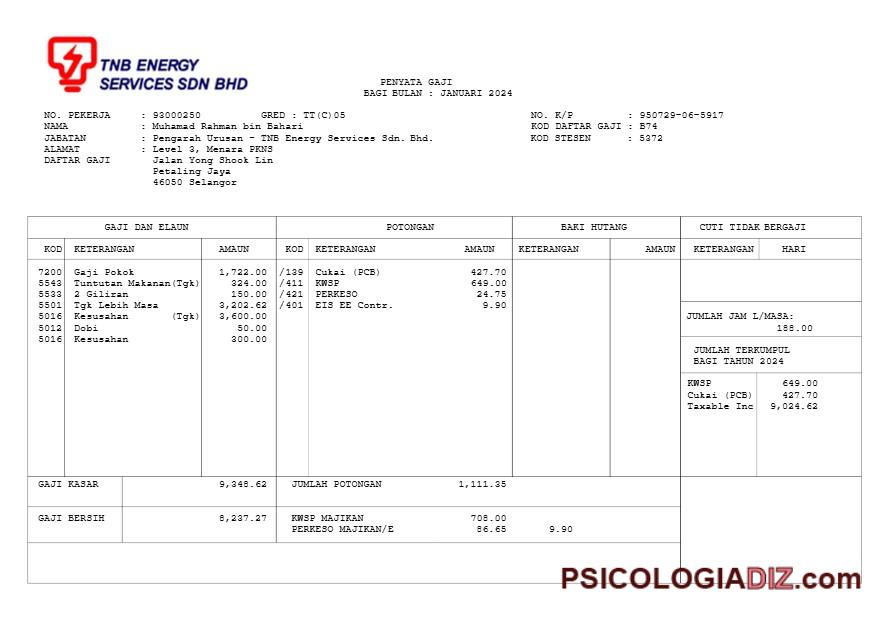 TNB ENERGY
SERVICES SDN BHD
PENYATA GAJI
BAGI BULAN : JANUARI 2024
NO. PEKERJA : 93000250 GRED : TT(C)05 NO. K/P : 950729-06-5917
NAMA : Muhamad Rahman bin Bahari KOD DAFTAR GAJI : B74
JABATAN : Pengarah Urusan - TNB Energy Services Sdn. Bhd. KOD STESEN : 5372
ALAMAT : Level 3, Menara PKNS
DAFTAR GAJI Jalan Yong Shook Lin
Petaling Jaya
46050 Selangor
GAJI DAN ELAUN POTONGAN BAKI HUTANG CUTI TIDAK BERGAJI
KOD KETERANGAN AMAUN KOD KETERANGAN AMAUN KETERANGAN AMAUN KETERANGAN HARI
7200 Gaji Pokok 1,722.00 /139 Cukai (PCB) 427.70
5543 Tuntutan Makanan(Tgk) 324.00 /411 KWSP 649.00
5533 2 Giliran 150.00 /421 PERKESO 24.75
5501 Tgk Lebih Masa 3,202.62 /401 EIS EE Contr. 9.90
5016 Kesusahan (Tgk) 3,600.00
5012 Dobi 50.00
5016 Kesusahan 300.00
JUMLAH JAM L/MASA:
188.00
JUMLAH TERKUMPUL
BAGI TAHUN 2024
KWSP 649.00
Cukai (PCB) 427.70
Taxable Inc 9,024.62
GAJI KASAR 9,348.62 JUMLAH POTONGAN 1,111.35
GAJI BERSIH 8,237.27 KWSP MAJIKAN 708.00
PERKESO MAJIKAN/E 86.65 9.90
PSICOLOGIADIZ.com